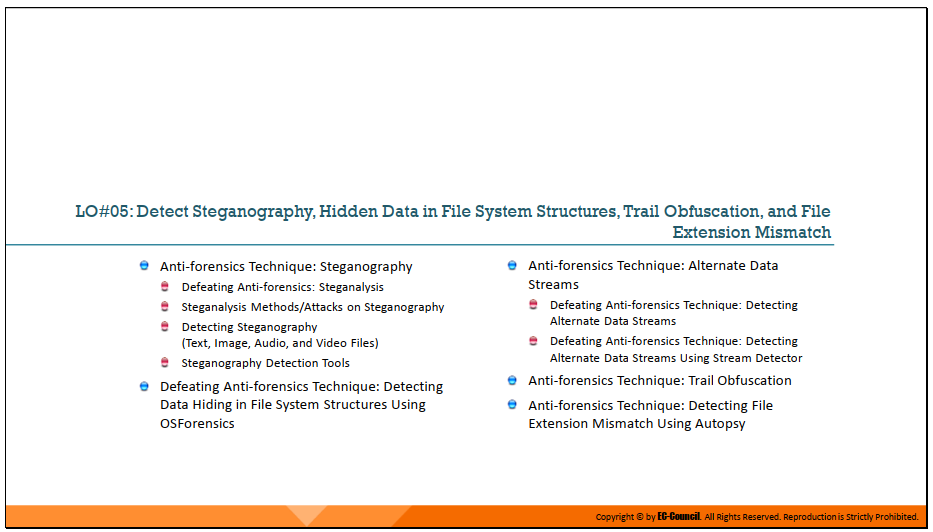 LO#05: Detect Steganography, Hidden Data in File System Structures, Trail Obfuscation, and File
Extension Mismatch
Anti-forensics Technique: Steganography
Defeating Anti-forensics: Steganalysis
Steganalysis Methods/Attacks on Steganography
Detecting Steganography
(Text, Image, Audio, and Video Files)
Steganography Detection Tools
Defeating Anti-forensics Technique: Detecting
Data Hiding in File System Structures Using
OSForensics
Anti-forensics Technique: Alternate Data
Streams
Defeating Anti-forensics Technique: Detecting
Alternate Data Streams
Defeating Anti-forensics Technique: Detecting
Alternate Data Streams Using Stream Detector
Anti-forensics Technique: Trail Obfuscation
Anti-forensics Technique: Detecting File
Extension Mismatch Using Autopsy
Copyright © by EC-Council. All Rights Reserved. Reproduction is Strictly Prohibited.